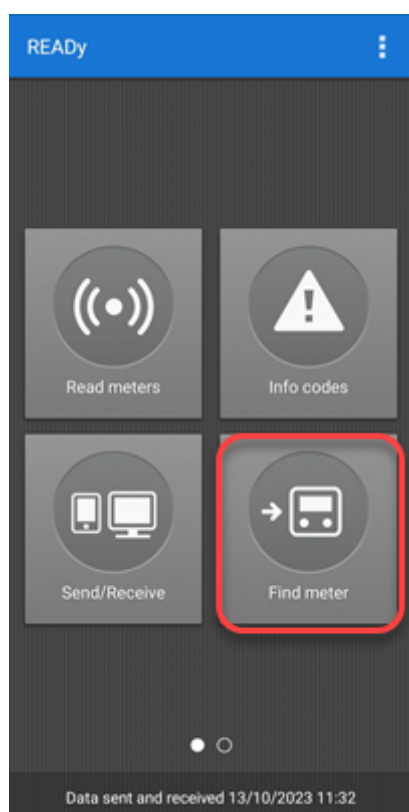 READy
Read meters
Info codes
Send/Receive
Find meter
Data sent and received 13/10/2023 11:32